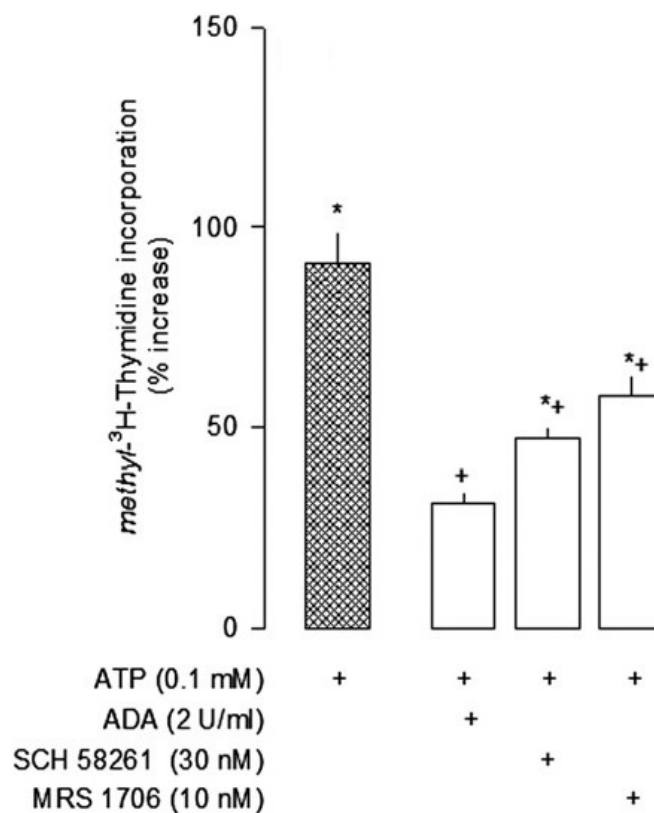 methyl-³H-Thymidine incorporation
(% increase)
150
100
50
0
*
+
*+
*+
ATP (0.1 mM) + + + +
ADA (2 U/ml) +
SCH 58261 (30 nM) +
MRS 1706 (10 nM) +